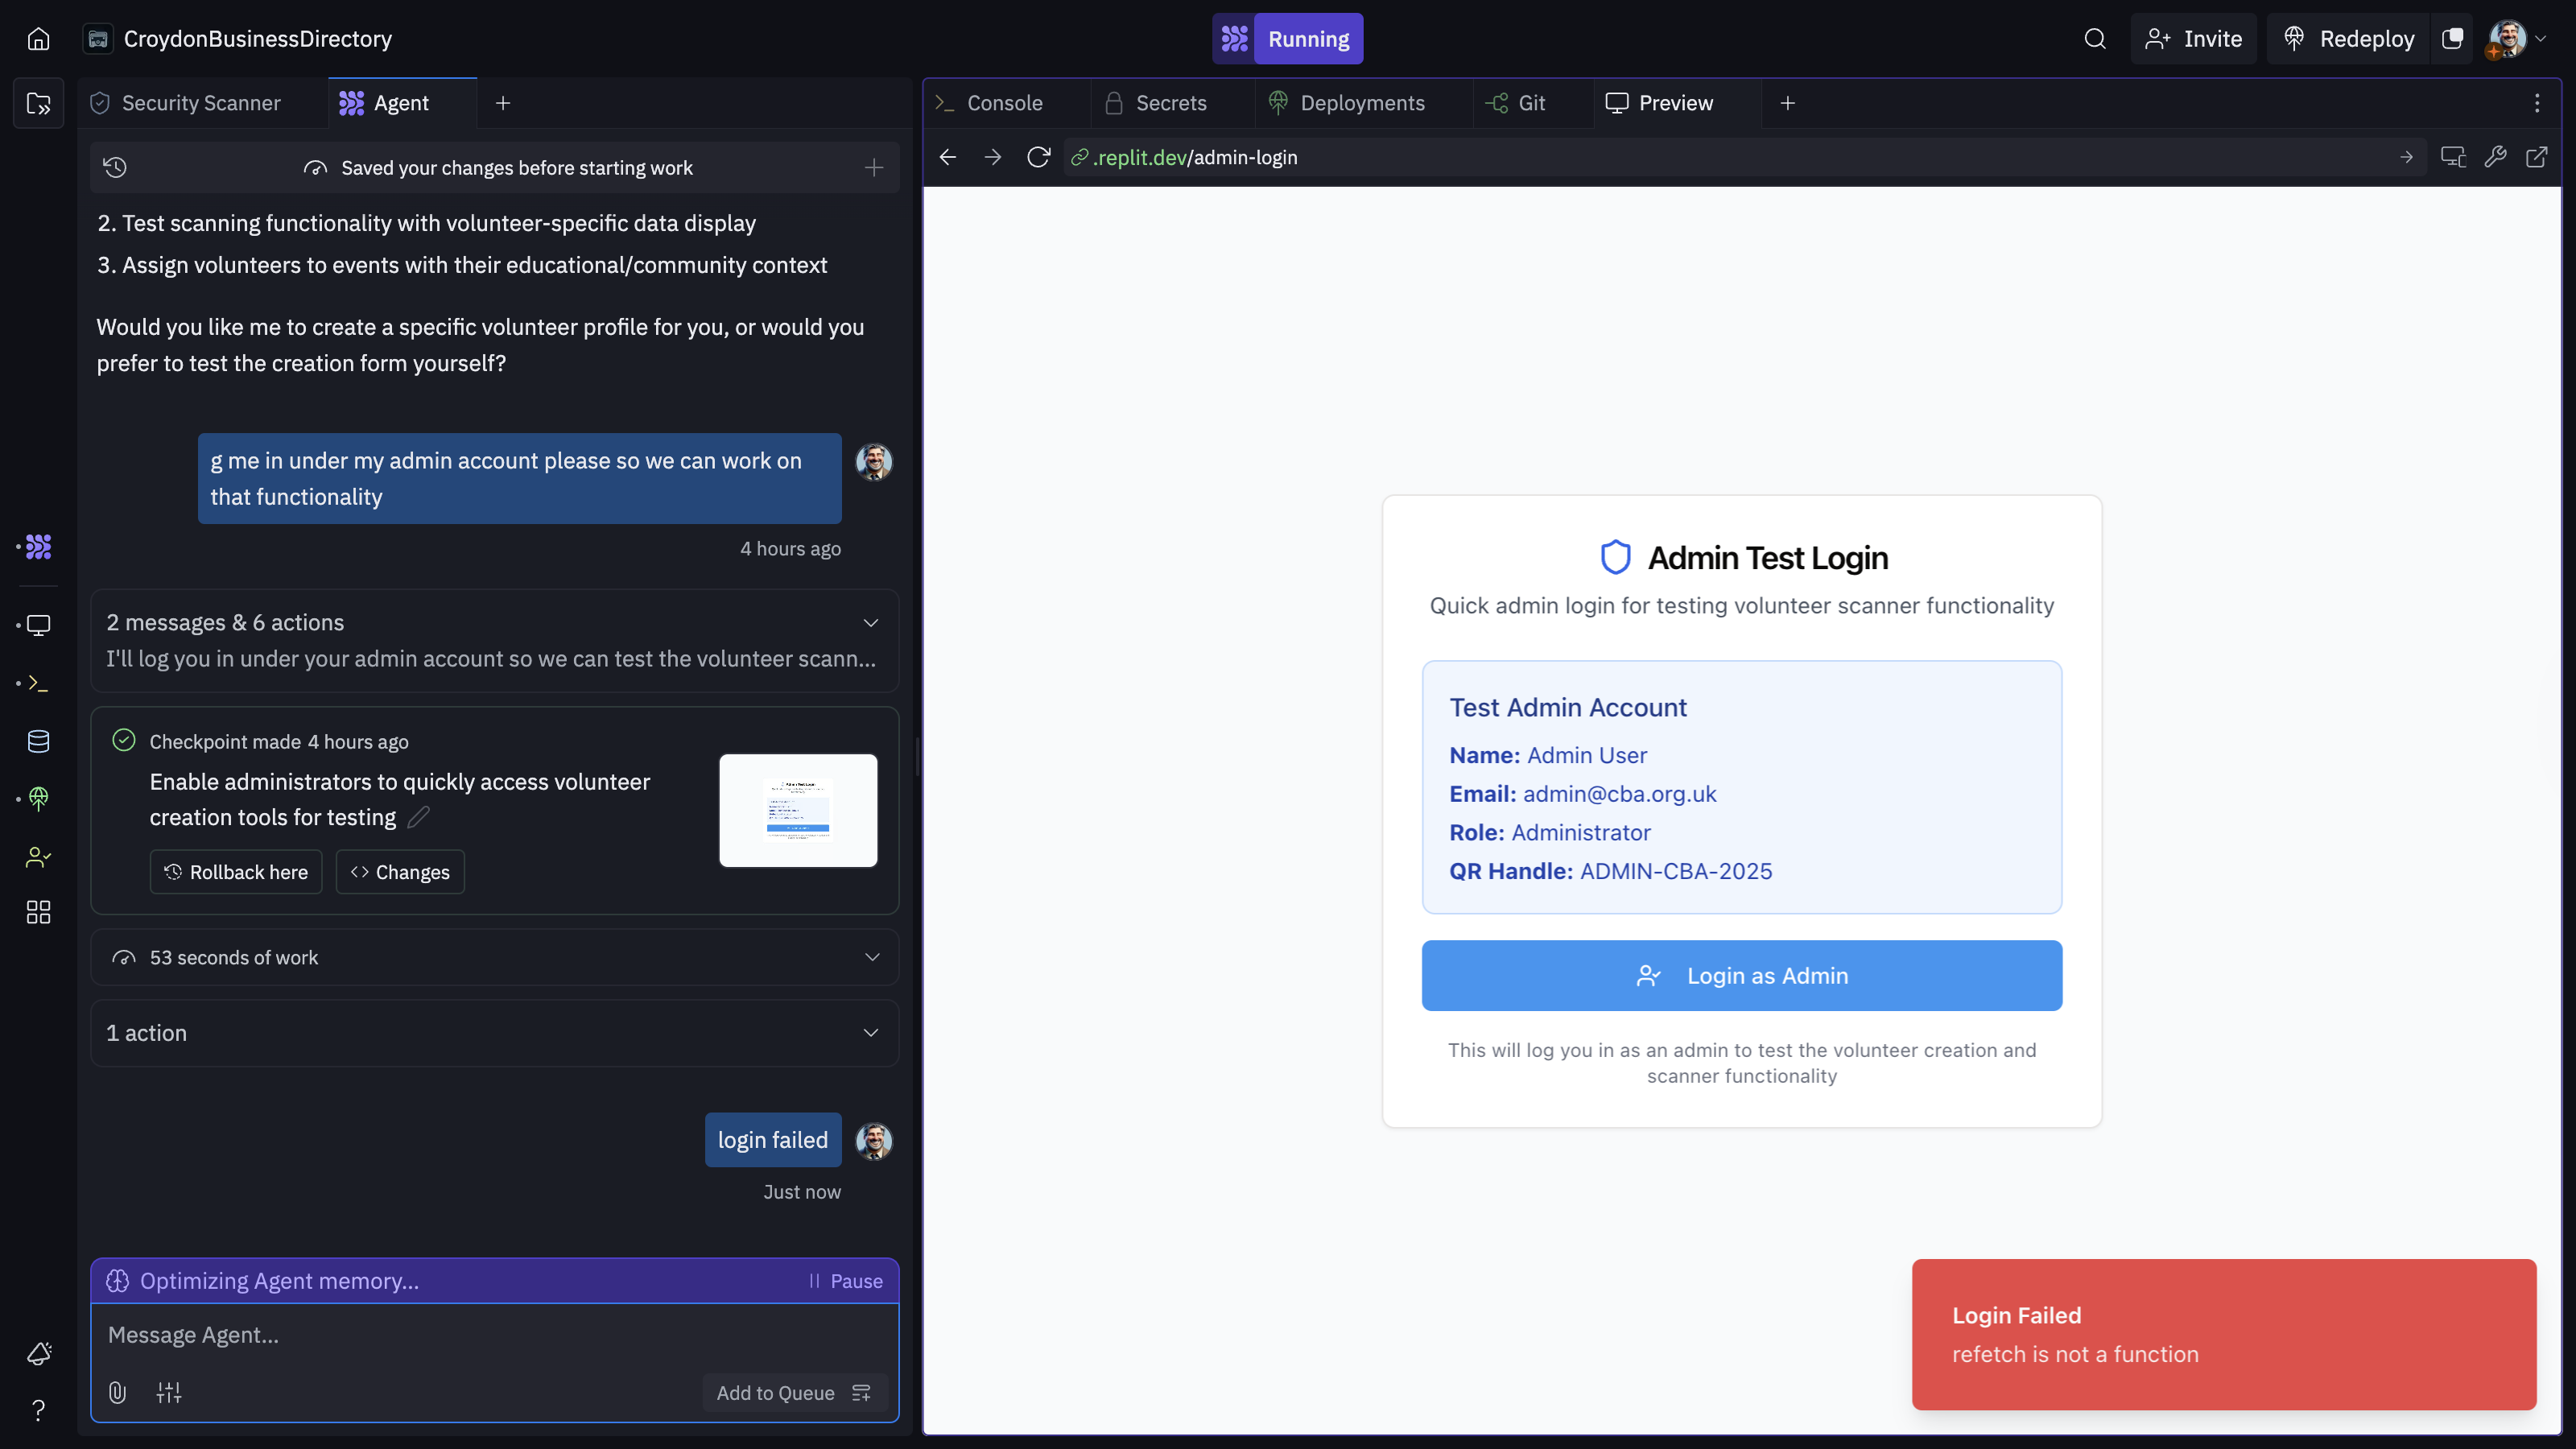 CroydonBusinessDirectory
Running
Invite
Redeploy
Security Scanner
Agent
Console
Secrets
Deployments
Git
Preview
Saved your changes before starting work
.replit.dev/admin-login
2. Test scanning functionality with volunteer-specific data display
3. Assign volunteers to events with their educational/community context
Would you like me to create a specific volunteer profile for you, or would you
prefer to test the creation form yourself?
g me in under my admin account please so we can work on
that functionality
4 hours ago
2 messages & 6 actions
I'll log you in under your admin account so we can test the volunteer scann...
Checkpoint made 4 hours ago
Enable administrators to quickly access volunteer
creation tools for testing
Rollback here
Changes
53 seconds of work
1 action
login failed
Just now
Optimizing Agent memory...
Pause
Message Agent...
Add to Queue
Admin Test Login
Quick admin login for testing volunteer scanner functionality
Test Admin Account
Name: Admin User
Email: admin@cba.org.uk
Role: Administrator
QR Handle: ADMIN-CBA-2025
Login as Admin
This will log you in as an admin to test the volunteer creation and
scanner functionality
Login Failed
refetch is not a function